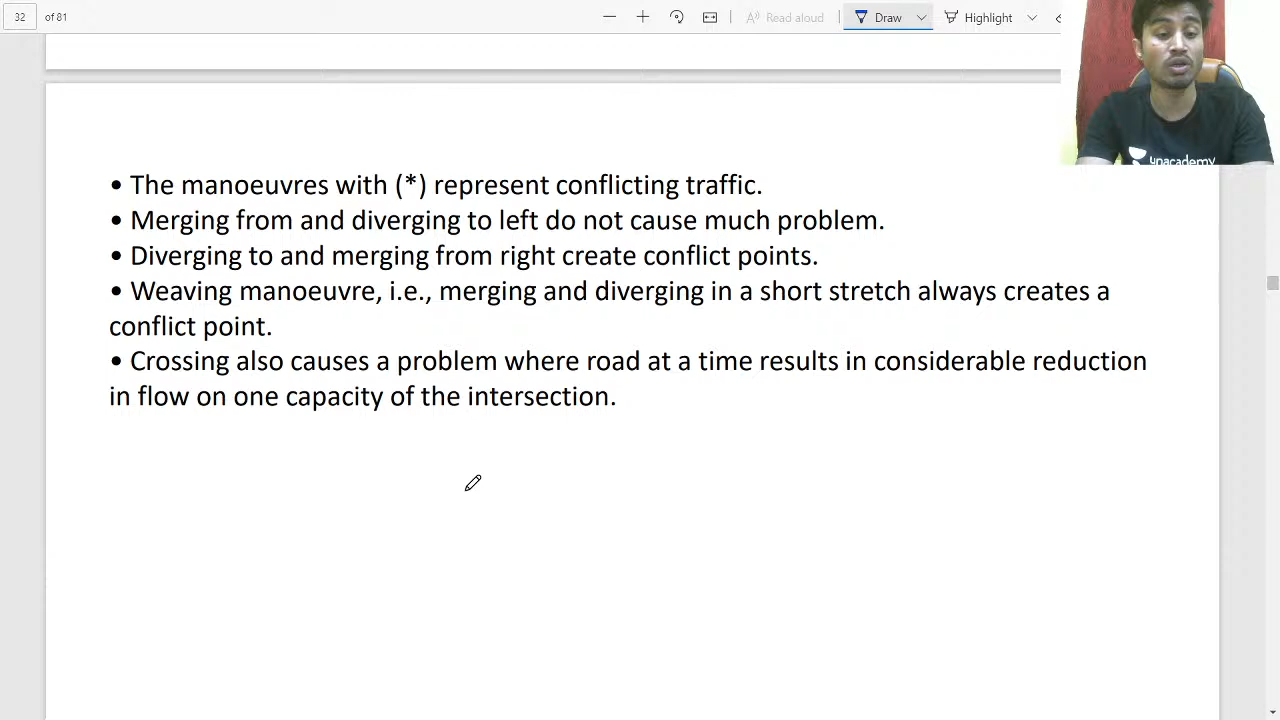 32 of 81
Read aloud
Draw
Highlight
unacademy
• The manoeuvres with (*) represent conflicting traffic.
• Merging from and diverging to left do not cause much problem.
• Diverging to and merging from right create conflict points.
• Weaving manoeuvre, i.e., merging and diverging in a short stretch always creates a
conflict point.
• Crossing also causes a problem where road at a time results in considerable reduction
in flow on one capacity of the intersection.